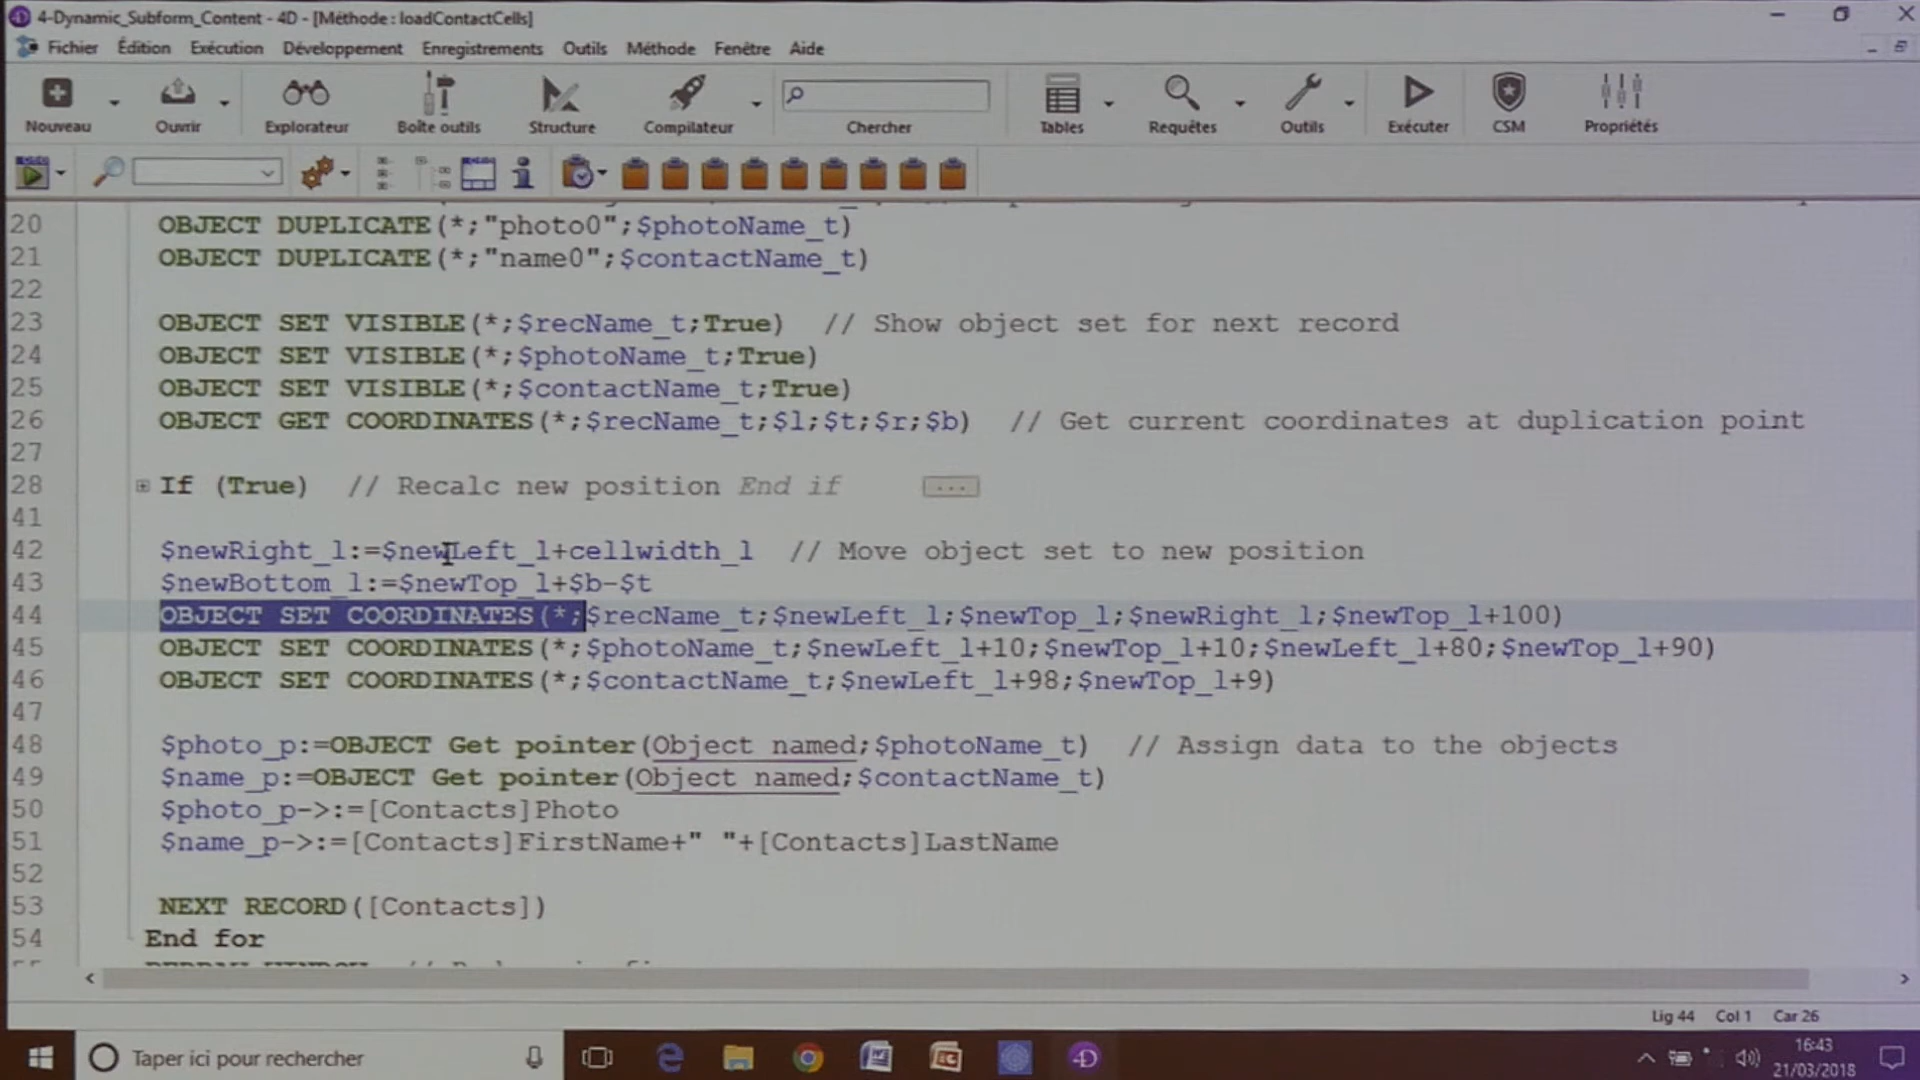 4-Dynamic_Subform_Content - 4D - [Méthode : loadContactCells]
Fichier Édition Exécution Développement Enregistrements Outils Méthode Fenêtre Aide
Nouveau Ouvrir Explorateur Boîte outils Structure Compilateur Chercher Tables Requêtes Outils Exécuter CSM Propriétés
20 OBJECT DUPLICATE(*;"photo0";$photoName_t)
21 OBJECT DUPLICATE(*;"name0";$contactName_t)
22
23 OBJECT SET VISIBLE(*;$recName_t;True) // Show object set for next record
24 OBJECT SET VISIBLE(*;$photoName_t;True)
25 OBJECT SET VISIBLE(*;$contactName_t;True)
26 OBJECT GET COORDINATES(*;$recName_t;$l;$t;$r;$b) // Get current coordinates at duplication point
27
28 If (True) // Recalc new position End if ...
41
42 $newRight_l:=$newLeft_l+cellwidth_l // Move object set to new position
43 $newBottom_l:=$newTop_l+$b-$t
44 OBJECT SET COORDINATES(*;$recName_t;$newLeft_l;$newTop_l;$newRight_l;$newTop_l+100)
45 OBJECT SET COORDINATES(*;$photoName_t;$newLeft_l+10;$newTop_l+10;$newLeft_l+80;$newTop_l+90)
46 OBJECT SET COORDINATES(*;$contactName_t;$newLeft_l+98;$newTop_l+9)
47
48 $photo_p:=OBJECT Get pointer(Object named;$photoName_t) // Assign data to the objects
49 $name_p:=OBJECT Get pointer(Object named;$contactName_t)
50 $photo_p->:=[Contacts]Photo
51 $name_p->:=[Contacts]FirstName+" "+[Contacts]LastName
52
53 NEXT RECORD([Contacts])
54 End for
Lig 44 Col 1 Car 26
Taper ici pour rechercher
16:43
21/03/2018